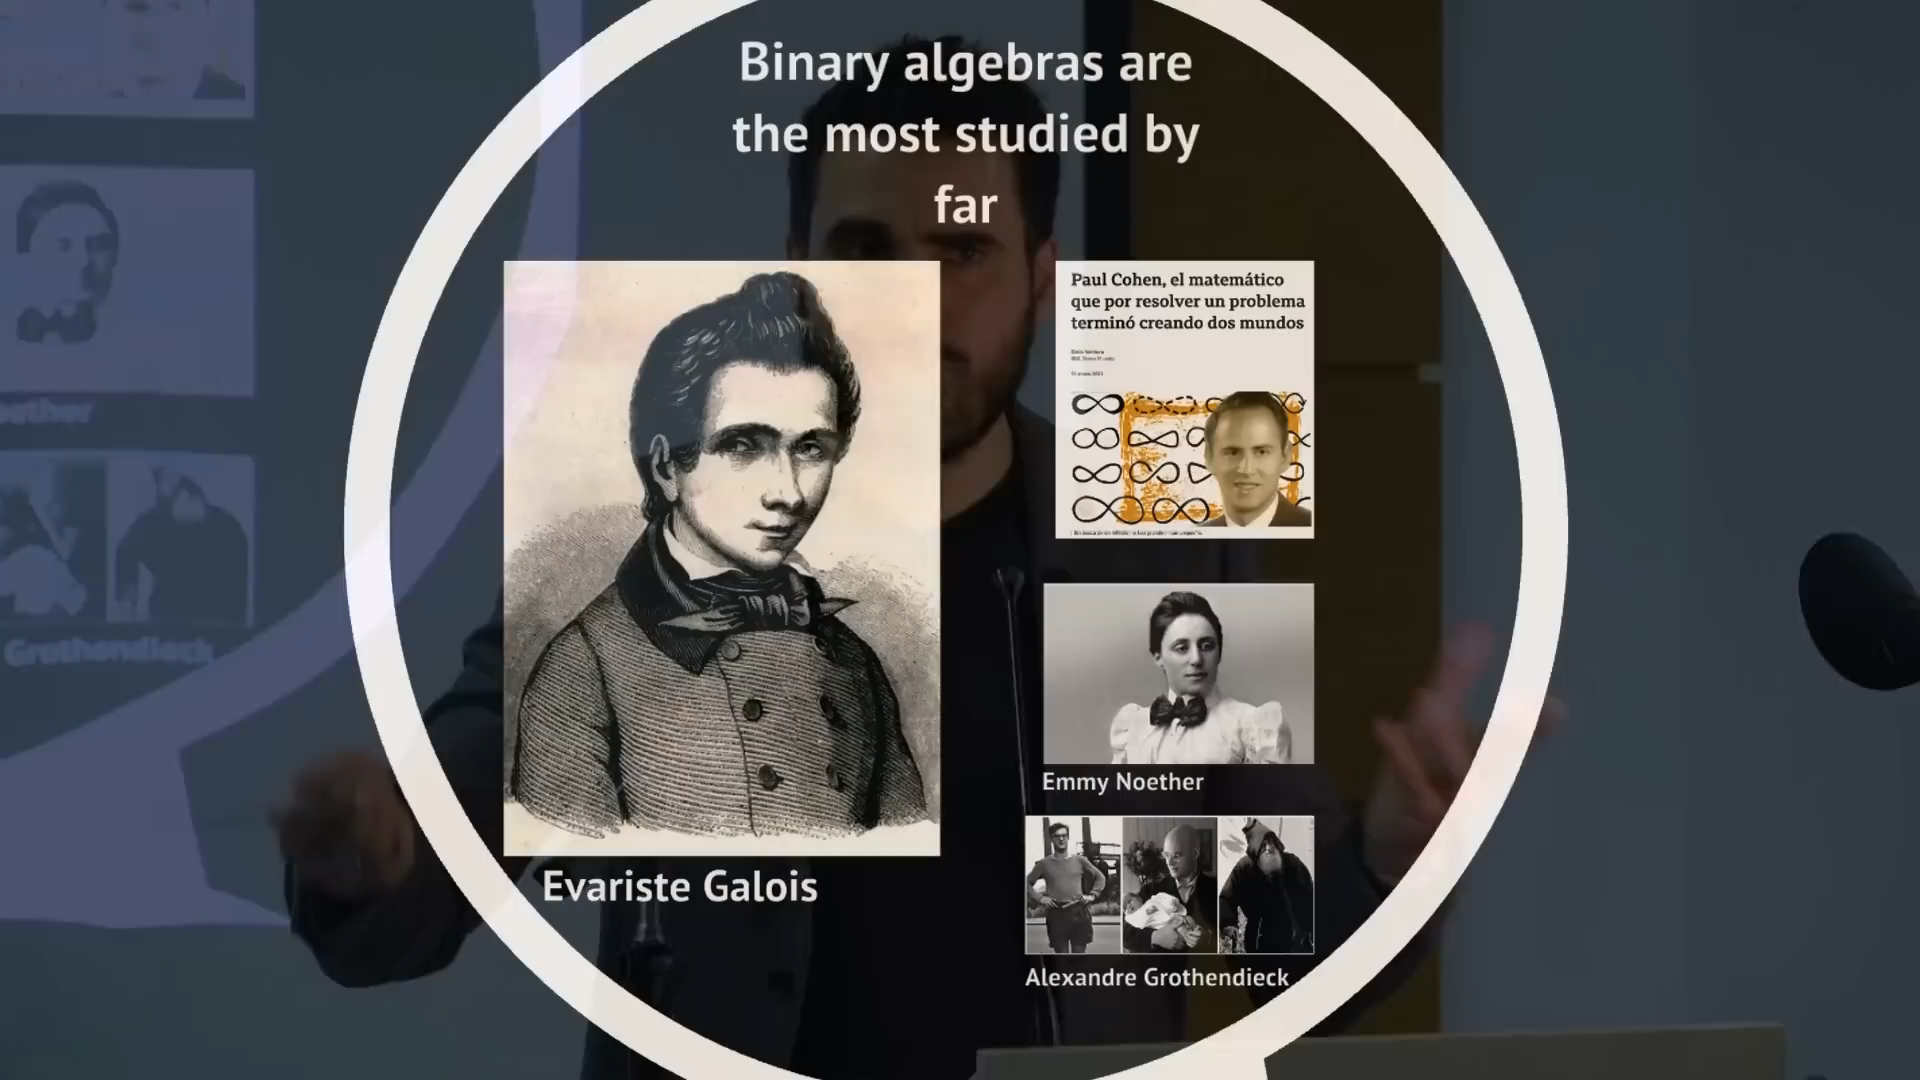 Binary algebras are
the most studied by
far
Paul Cohen, el matemático
que por resolver un problema
terminó creando dos mundos
Evariste Galois
Emmy Noether
Alexandre Grothendieck
Grothendieck